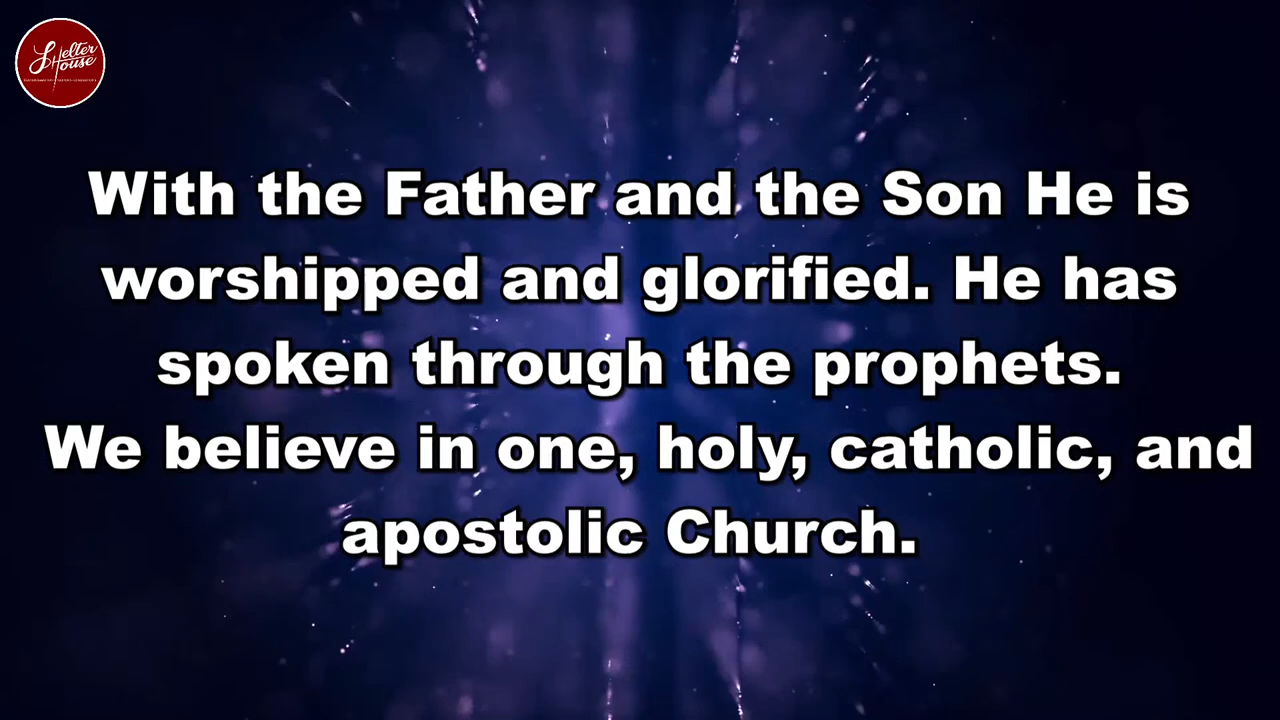 Shelter
House
With the Father and the Son He is
worshipped and glorified. He has
spoken through the prophets.
We believe in one, holy, catholic, and
apostolic Church.